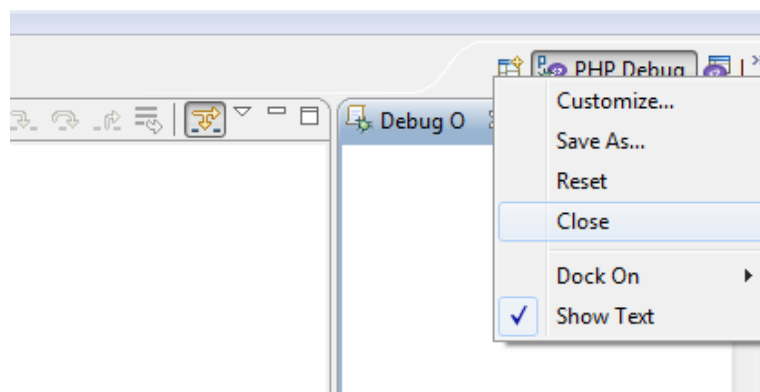 PHP Debug
Debug O
Customize...
Save As...
Reset
Close
Dock On
Show Text